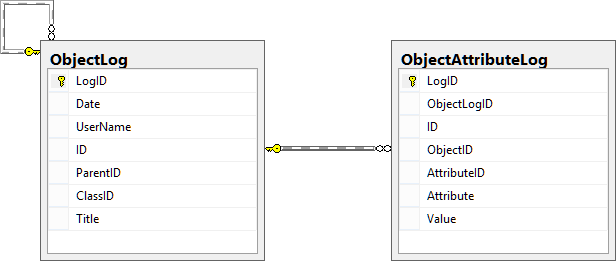 ObjectLog
LogID
Date
UserName
ID
ParentID
ClassID
Title
ObjectAttributeLog
LogID
ObjectLogID
ID
ObjectID
AttributeID
Attribute
Value